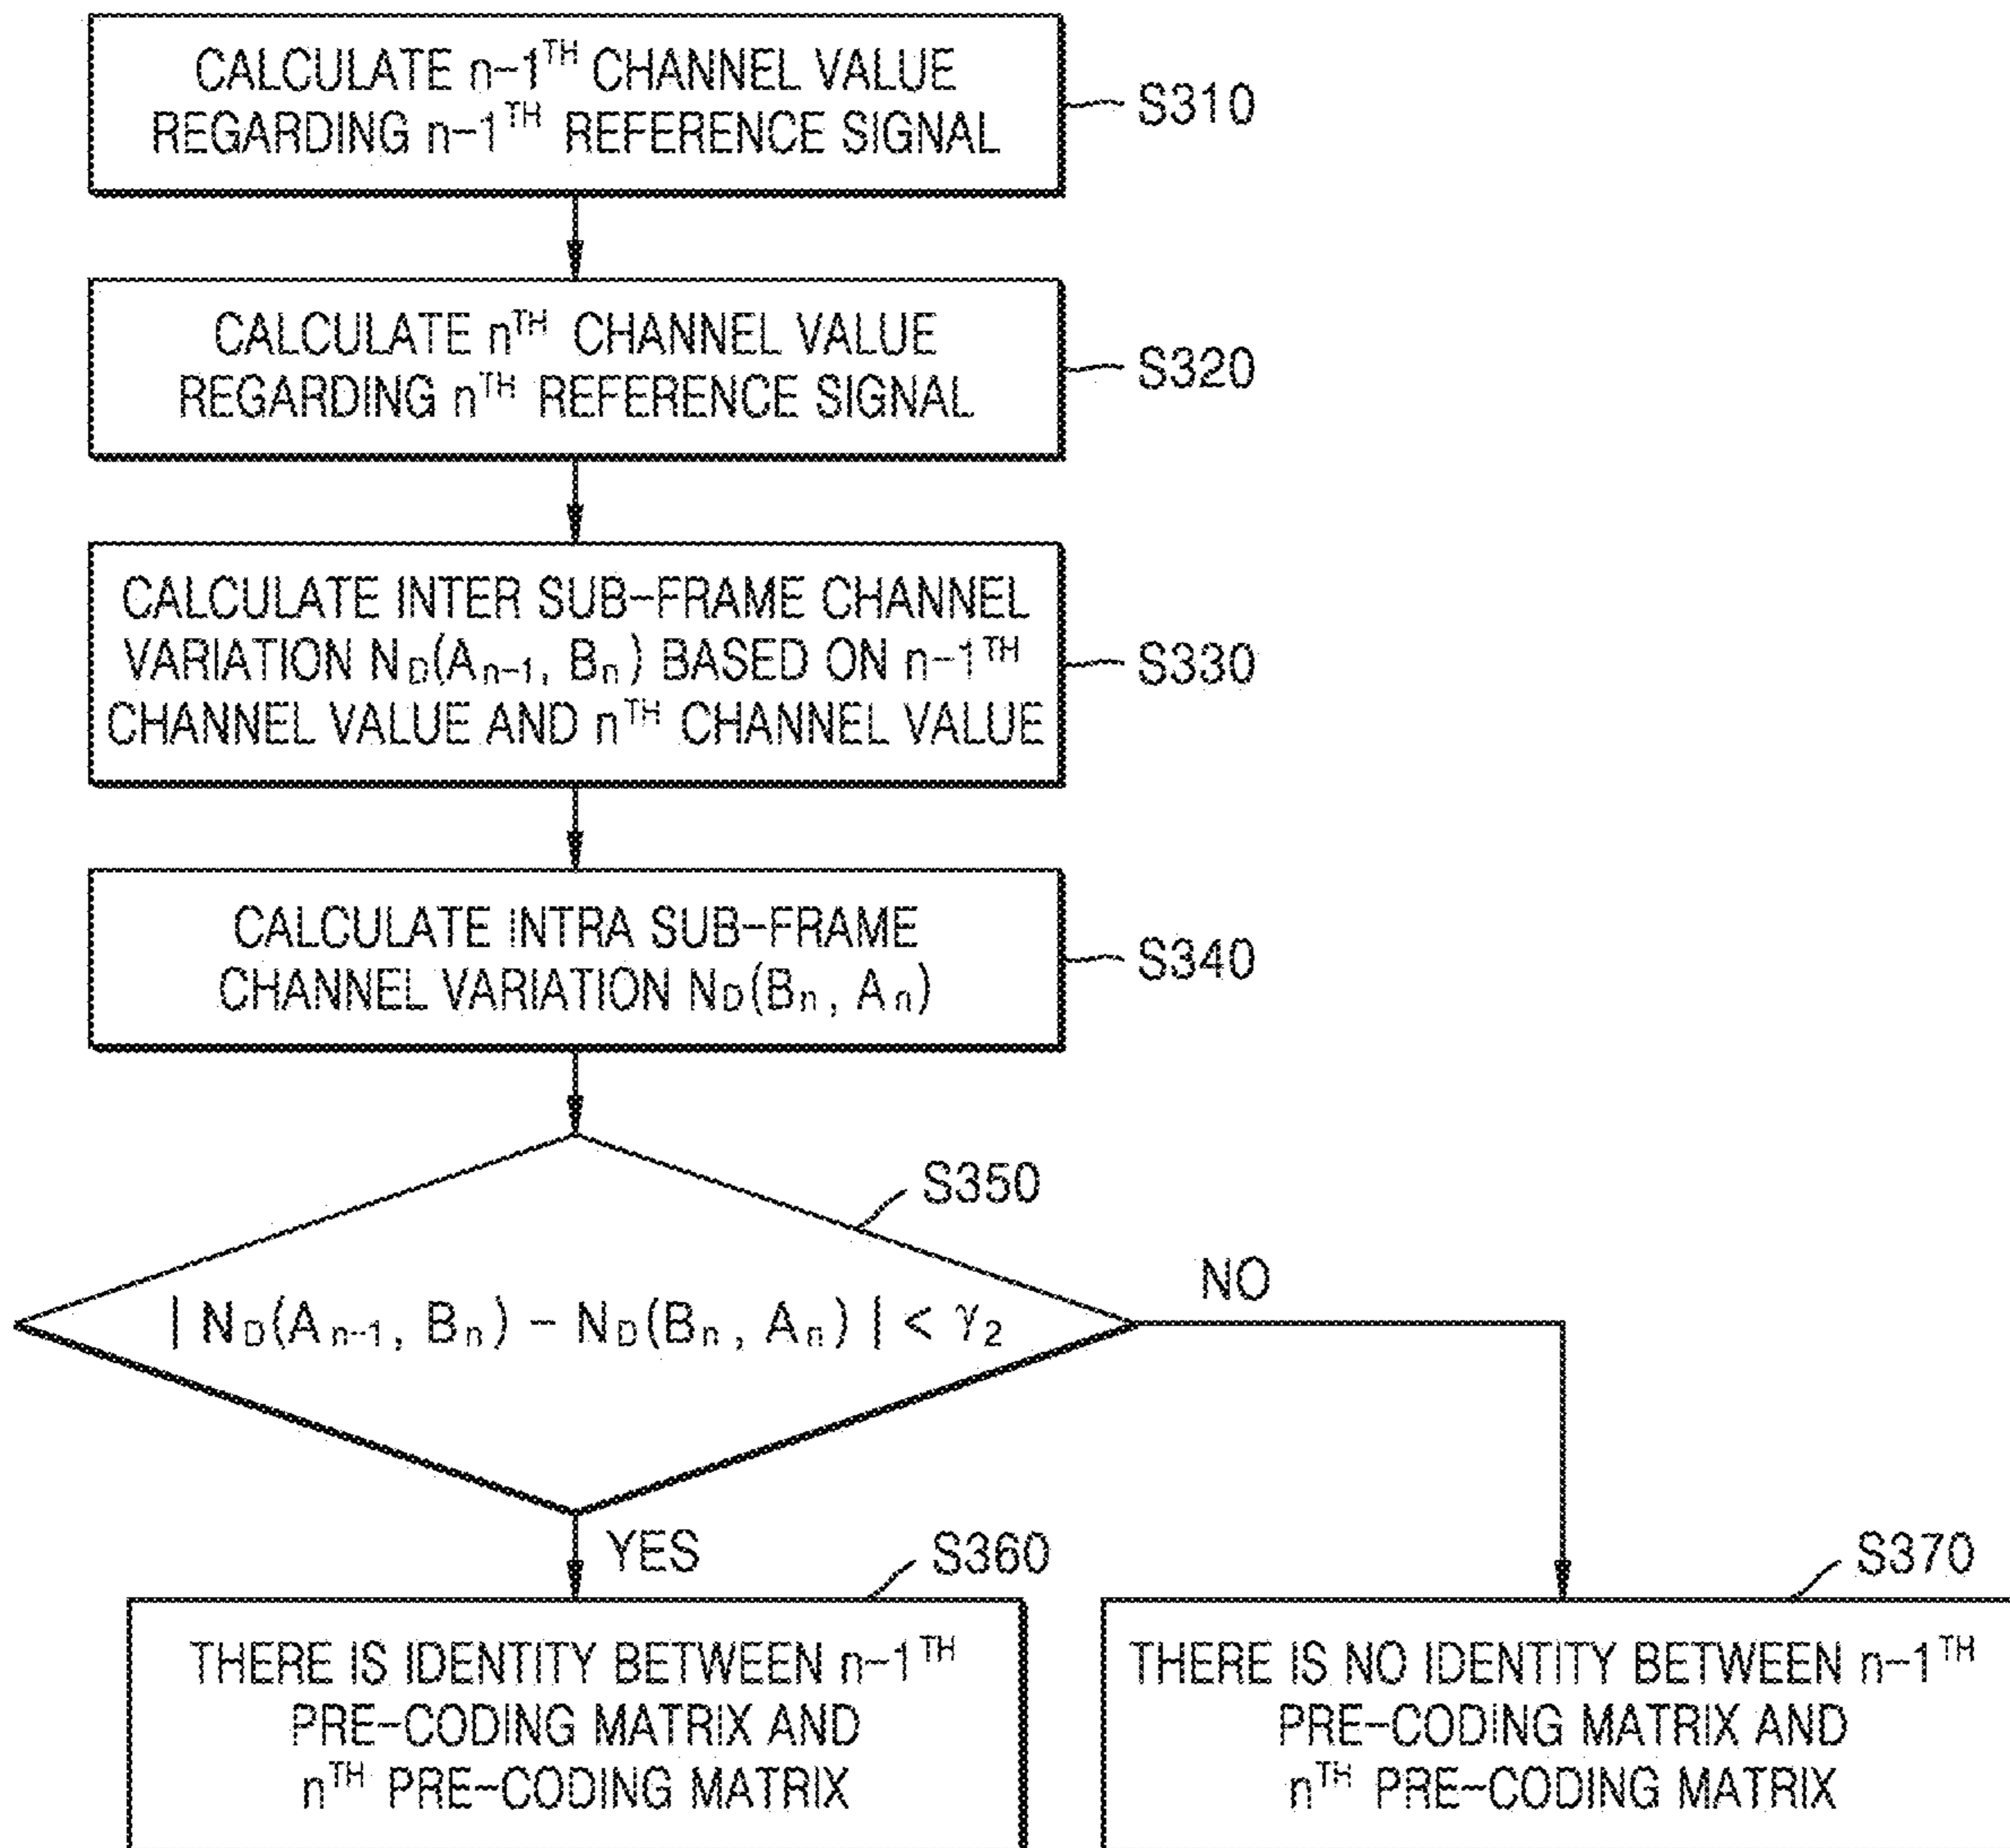 CALCULATE n-1TH CHANNEL VALUE
REGARDING n-1TH REFERENCE SIGNAL
S310
CALCULATE nTH CHANNEL VALUE
REGARDING nTH REFERENCE SIGNAL
S320
CALCULATE INTER SUB-FRAME CHANNEL
VARIATION ND(An-1, Bn) BASED ON n-1TH
CHANNEL VALUE AND nTH CHANNEL VALUE
S330
CALCULATE INTRA SUB-FRAME
CHANNEL VARIATION ND(Bn, An)
S340
S350
| ND(An-1, Bn) - ND(Bn, An) | < γ2
NO
YES
S360
THERE IS IDENTITY BETWEEN n-1TH
PRE-CODING MATRIX AND
nTH PRE-CODING MATRIX
S370
THERE IS NO IDENTITY BETWEEN n-1TH
PRE-CODING MATRIX AND
nTH PRE-CODING MATRIX